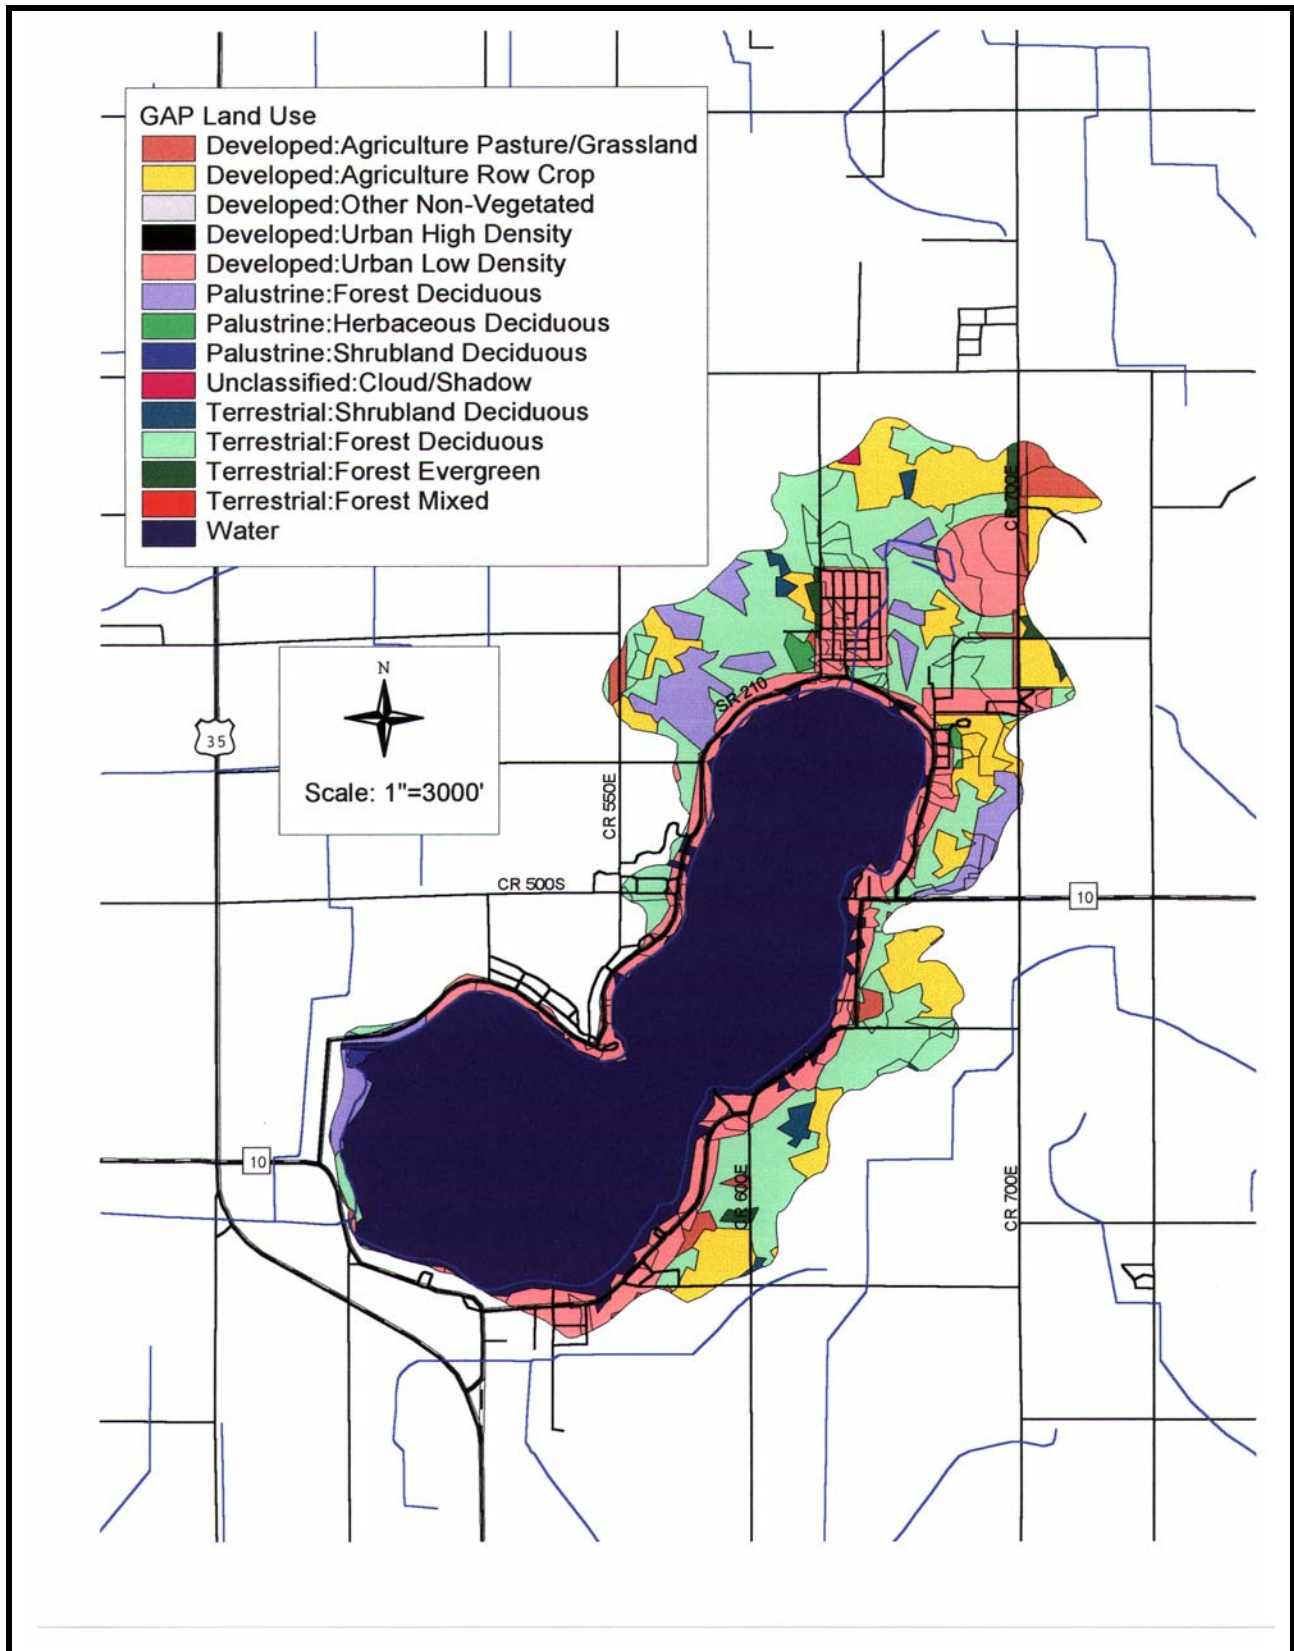 GAP Land Use
Developed:Agriculture Pasture/Grassland
Developed:Agriculture Row Crop
Developed:Other Non-Vegetated
Developed:Urban High Density
Developed:Urban Low Density
Palustrine:Forest Deciduous
Palustrine:Herbaceous Deciduous
Palustrine:Shrubland Deciduous
Unclassified:Cloud/Shadow
Terrestrial:Shrubland Deciduous
Terrestrial:Forest Deciduous
Terrestrial:Forest Evergreen
Terrestrial:Forest Mixed
Water
CR 700E
N
Scale: 1"=3000'
35
SR 210
CR 550E
CR 500S
10
10
CR 600E
CR 700E